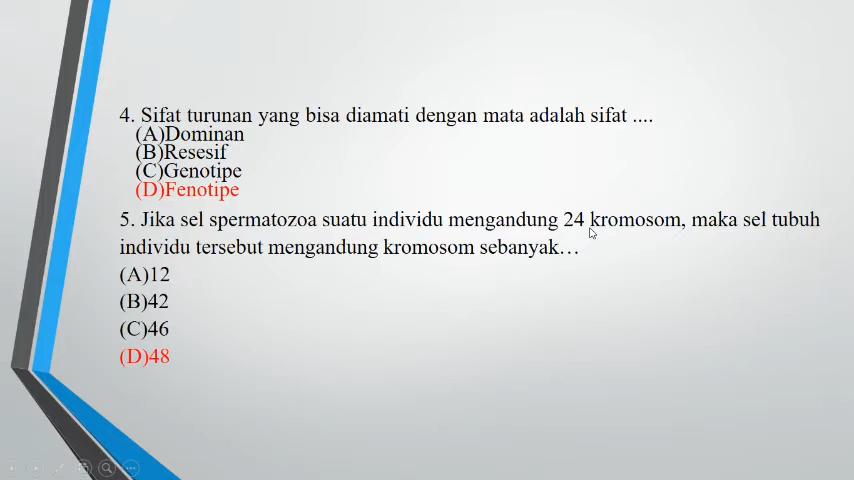 4. Sifat turunan yang bisa diamati dengan mata adalah sifat ....
(A)Dominan
(B)Resesif
(C)Genotipe
(D)Fenotipe
5. Jika sel spermatozoa suatu individu mengandung 24 kromosom, maka sel tubuh
individu tersebut mengandung kromosom sebanyak…
(A)12
(B)42
(C)46
(D)48